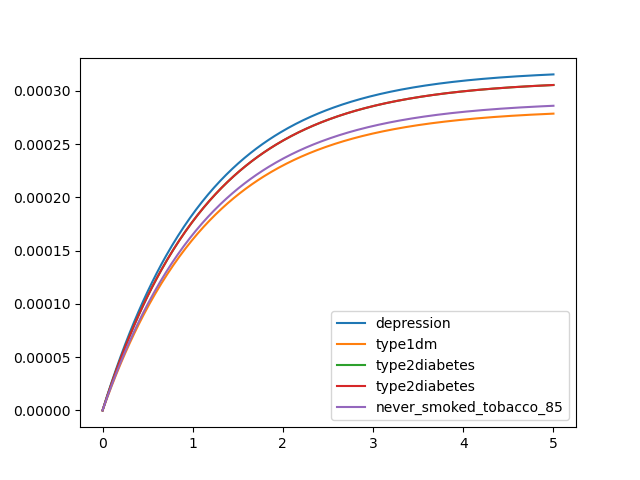 0.00030
0.00025
0.00020
0.00015
0.00010
0.00005
0.00000
depression
type1dm
type2diabetes
type2diabetes
never_smoked_tobacco_85
0 1 2 3 4 5